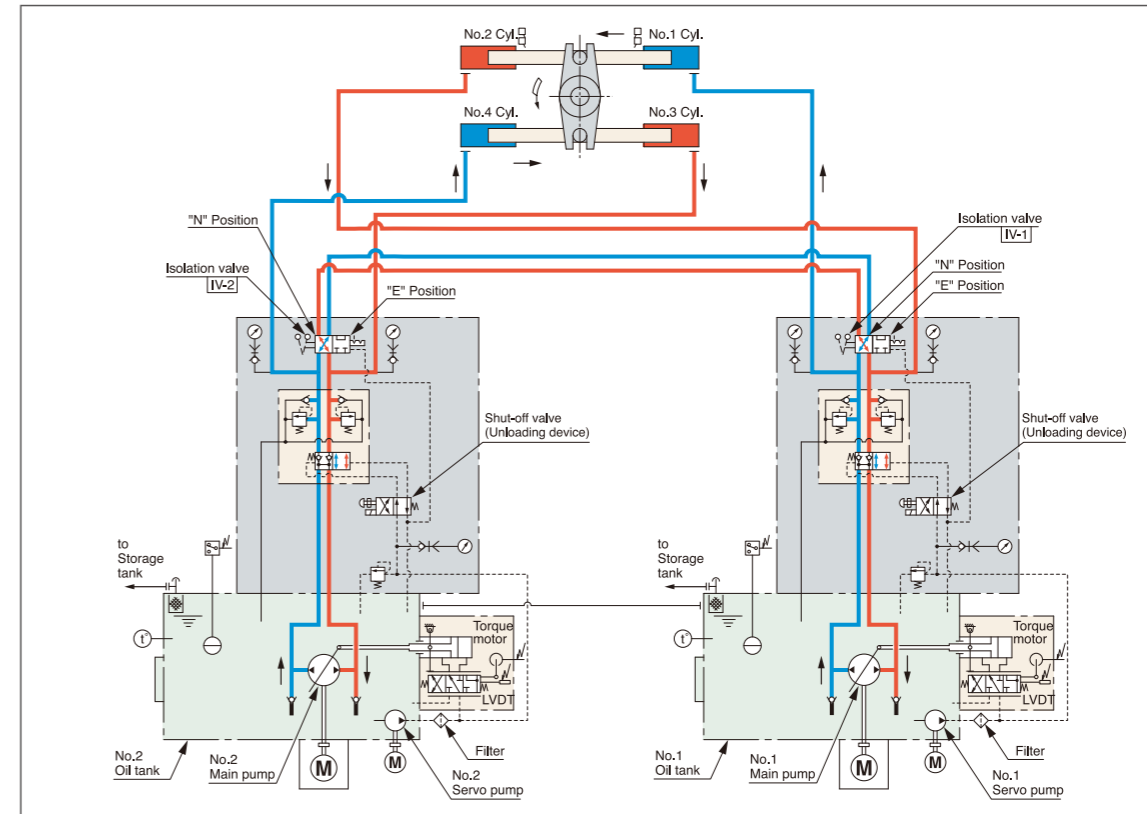 No.2 Cyl.
No.1 Cyl.
No.4 Cyl.
No.3 Cyl.
"N" Position
Isolation valve
IV-2
"E" Position
Isolation valve
IV-1
"N" Position
"E" Position
Shut-off valve
(Unloading device)
Shut-off valve
(Unloading device)
to
Storage
tank
to
Storage
tank
t°
Torque
motor
LVDT
t°
Torque
motor
LVDT
No.2
Oil tank
No.2
Main pump
M
M
No.2
Servo pump
Filter
No.1
Oil tank
No.1
Main pump
M
M
No.1
Servo pump
Filter